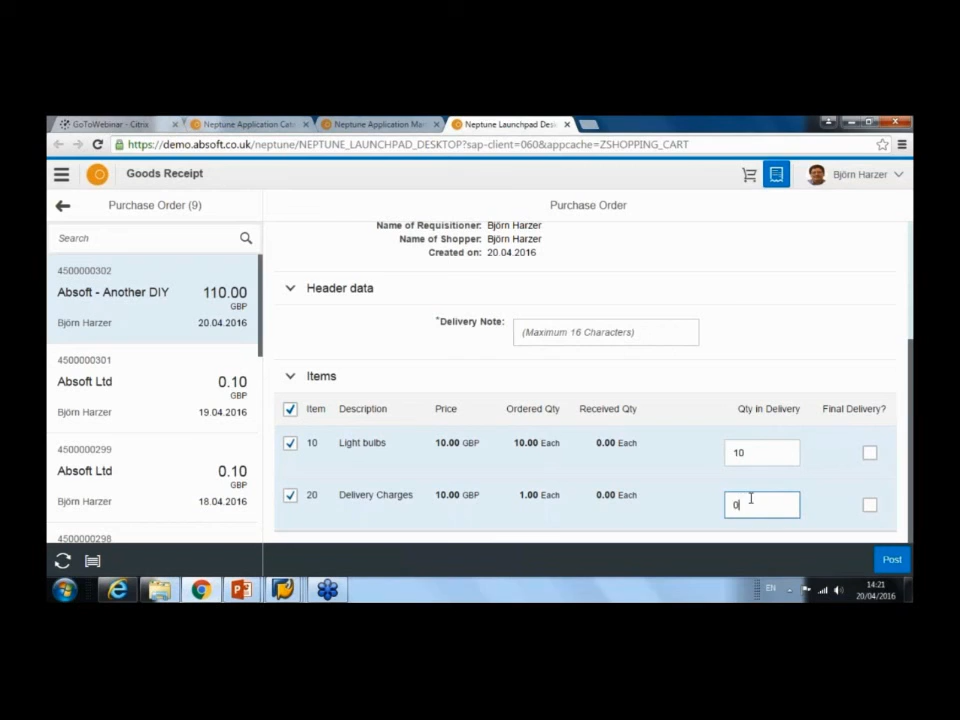 GoToWebinar - Citrix
Neptune Application Cat
Neptune Application Ma
Neptune Launchpad Desk
https://demo.absoft.co.uk/neptune/NEPTUNE_LAUNCHPAD_DESKTOP?sap-client=060&appcache=ZSHOPPING_CART
Goods Receipt
Björn Harzer
Purchase Order (9)
Purchase Order
Search
4500000302
Absoft - Another DIY 110.00
GBP
Björn Harzer 20.04.2016
4500000301
Absoft Ltd 0.10
GBP
Björn Harzer 19.04.2016
4500000299
Absoft Ltd 0.10
GBP
Björn Harzer 18.04.2016
4500000298
Name of Requisitioner: Björn Harzer
Name of Shopper: Björn Harzer
Created on: 20.04.2016
Header data
*Delivery Note: (Maximum 16 Characters)
Items
Item Description Price Ordered Qty Received Qty Qty in Delivery Final Delivery?
10 Light bulbs 10.00 GBP 10.00 Each 0.00 Each 10
20 Delivery Charges 10.00 GBP 1.00 Each 0.00 Each 0
Post
EN
14:21
20/04/2016